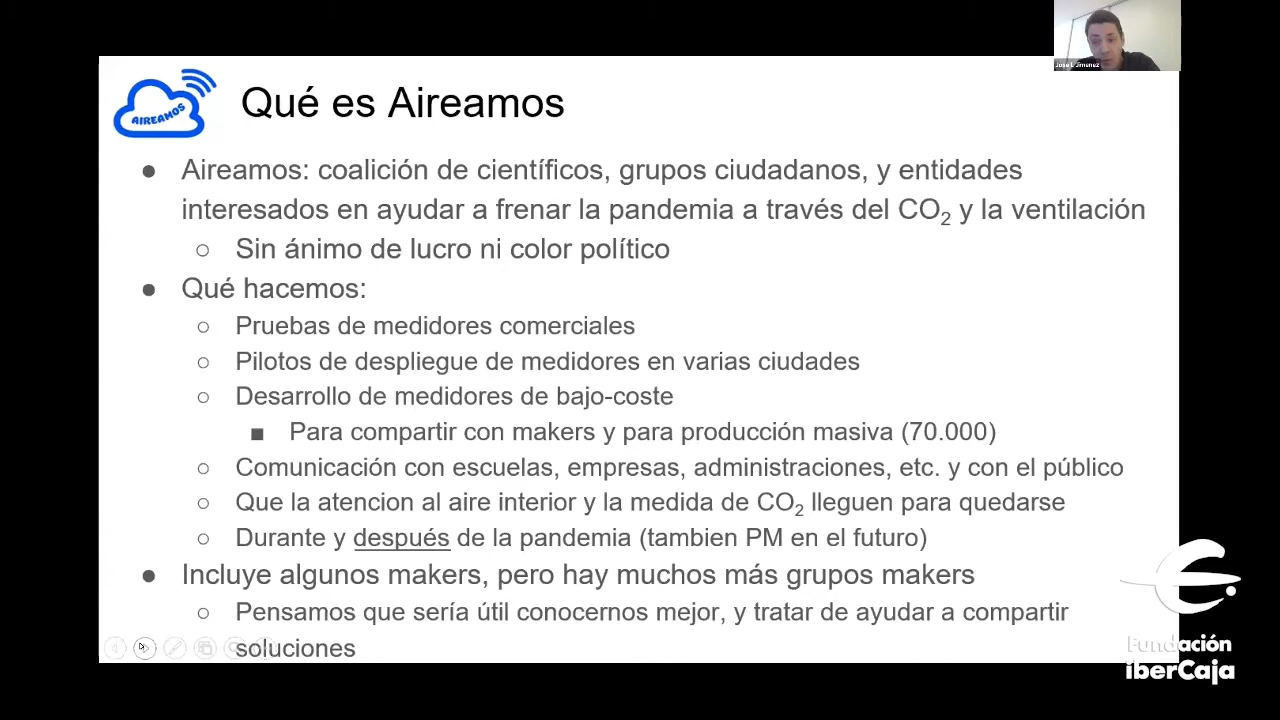 Jose L Jimenez
AIREAMOS
Qué es Aireamos
● Aireamos: coalición de científicos, grupos ciudadanos, y entidades
interesados en ayudar a frenar la pandemia a través del CO2 y la ventilación
○ Sin ánimo de lucro ni color político
● Qué hacemos:
○ Pruebas de medidores comerciales
○ Pilotos de despliegue de medidores en varias ciudades
○ Desarrollo de medidores de bajo-coste
■ Para compartir con makers y para producción masiva (70.000)
○ Comunicación con escuelas, empresas, administraciones, etc. y con el público
○ Que la atencion al aire interior y la medida de CO2 lleguen para quedarse
○ Durante y después de la pandemia (tambien PM en el futuro)
● Incluye algunos makers, pero hay muchos más grupos makers
○ Pensamos que sería útil conocernos mejor, y tratar de ayudar a compartir
soluciones
Fundación
iberCaja